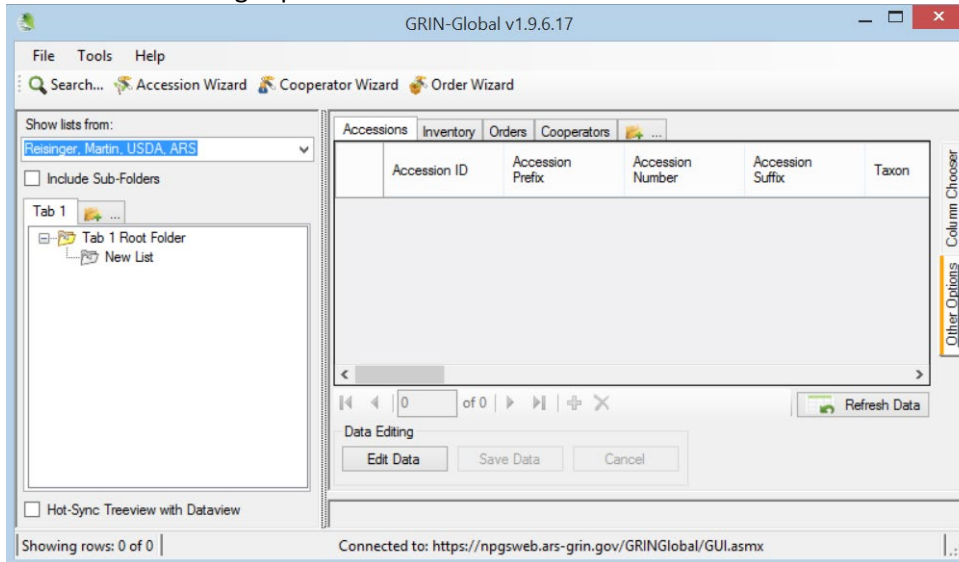 GRIN-Global v1.9.6.17
File Tools Help
Search... Accession Wizard Cooperator Wizard Order Wizard
Show lists from:
Reisinger, Martin, USDA, ARS
Include Sub-Folders
Tab 1 ...
Tab 1 Root Folder
New List
Hot-Sync Treeview with Dataview
Accessions Inventory Orders Cooperators ...
Accession ID Accession Prefix Accession Number Accession Suffix Taxon
0 of 0
Refresh Data
Data Editing
Edit Data Save Data Cancel
Column Chooser
Other Options
Showing rows: 0 of 0 Connected to: https://npgsweb.ars-grin.gov/GRINGlobal/GUI.asmx